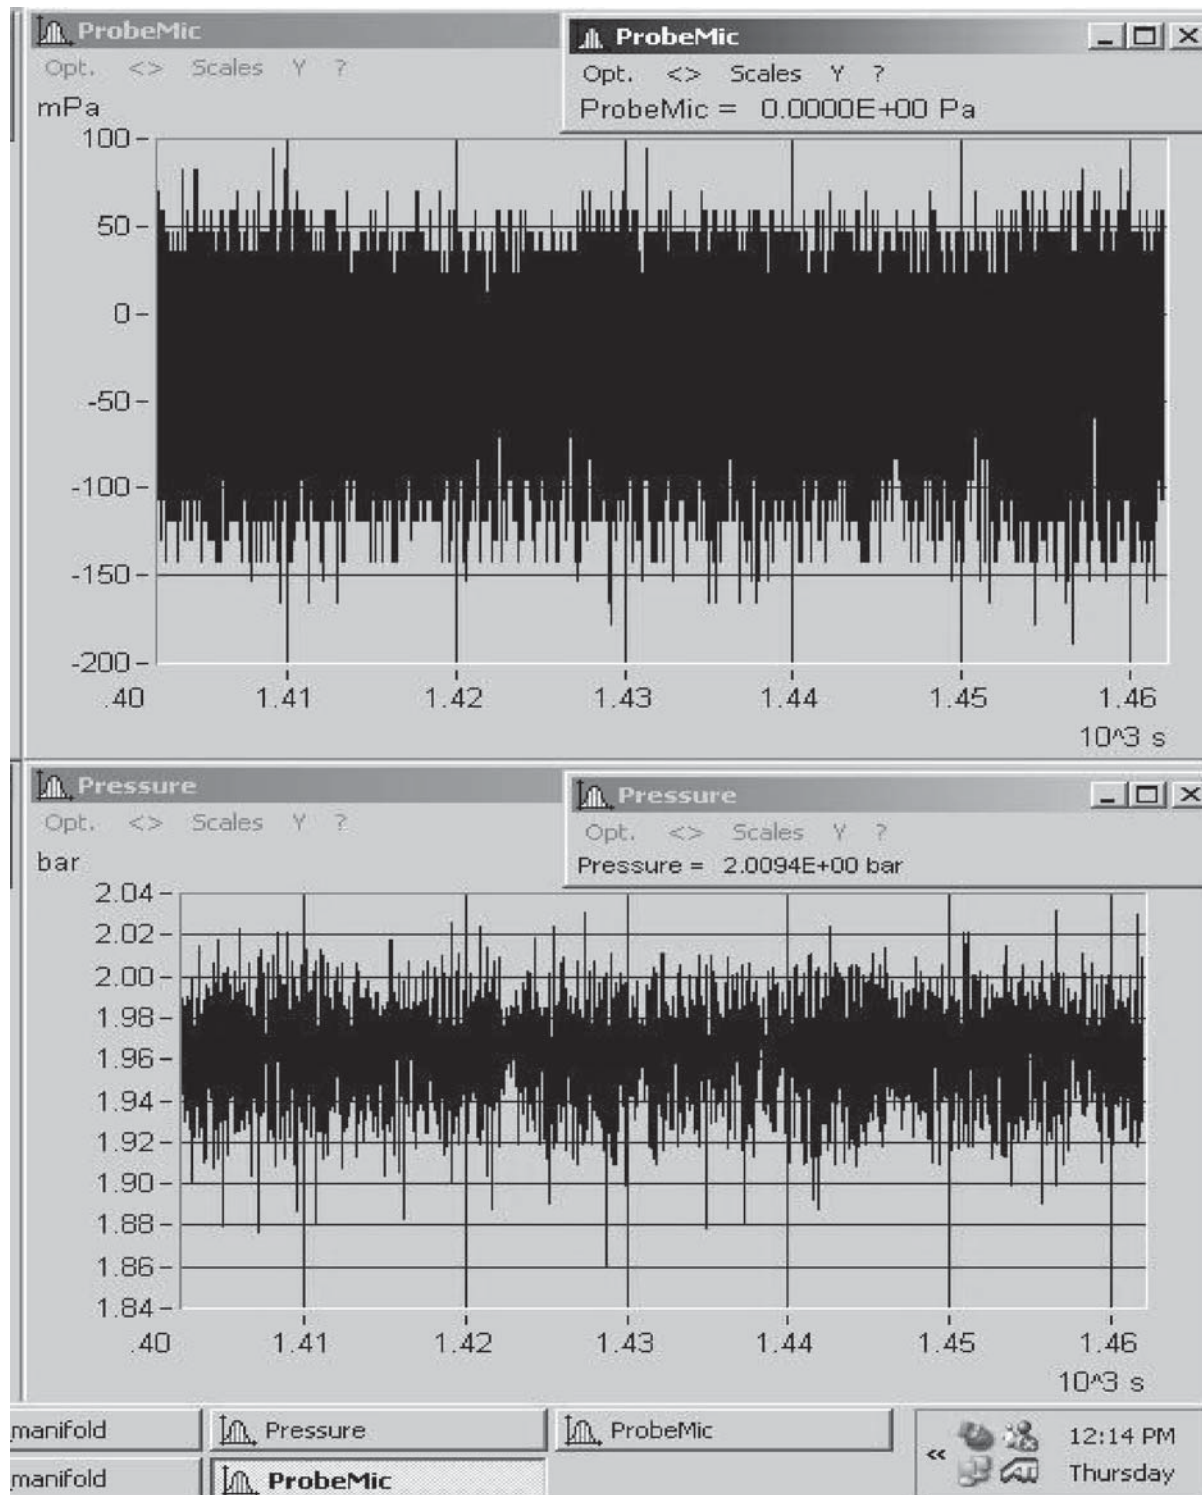 ProbeMic
ProbeMic
Opt. <> Scales Y ?
Opt. <> Scales Y ?
mPa
ProbeMic = 0.0000E+00 Pa
100
50
0
-50
-100
-150
-200
.40 1.41 1.42 1.43 1.44 1.45 1.46
10^3 s
Pressure
Pressure
Opt. <> Scales Y ?
Opt. <> Scales Y ?
bar
Pressure = 2.0094E+00 bar
2.04
2.02
2.00
1.98
1.96
1.94
1.92
1.90
1.88
1.86
1.84
.40 1.41 1.42 1.43 1.44 1.45 1.46
10^3 s
manifold Pressure ProbeMic
« 12:14 PM
manifold ProbeMic
Thursday